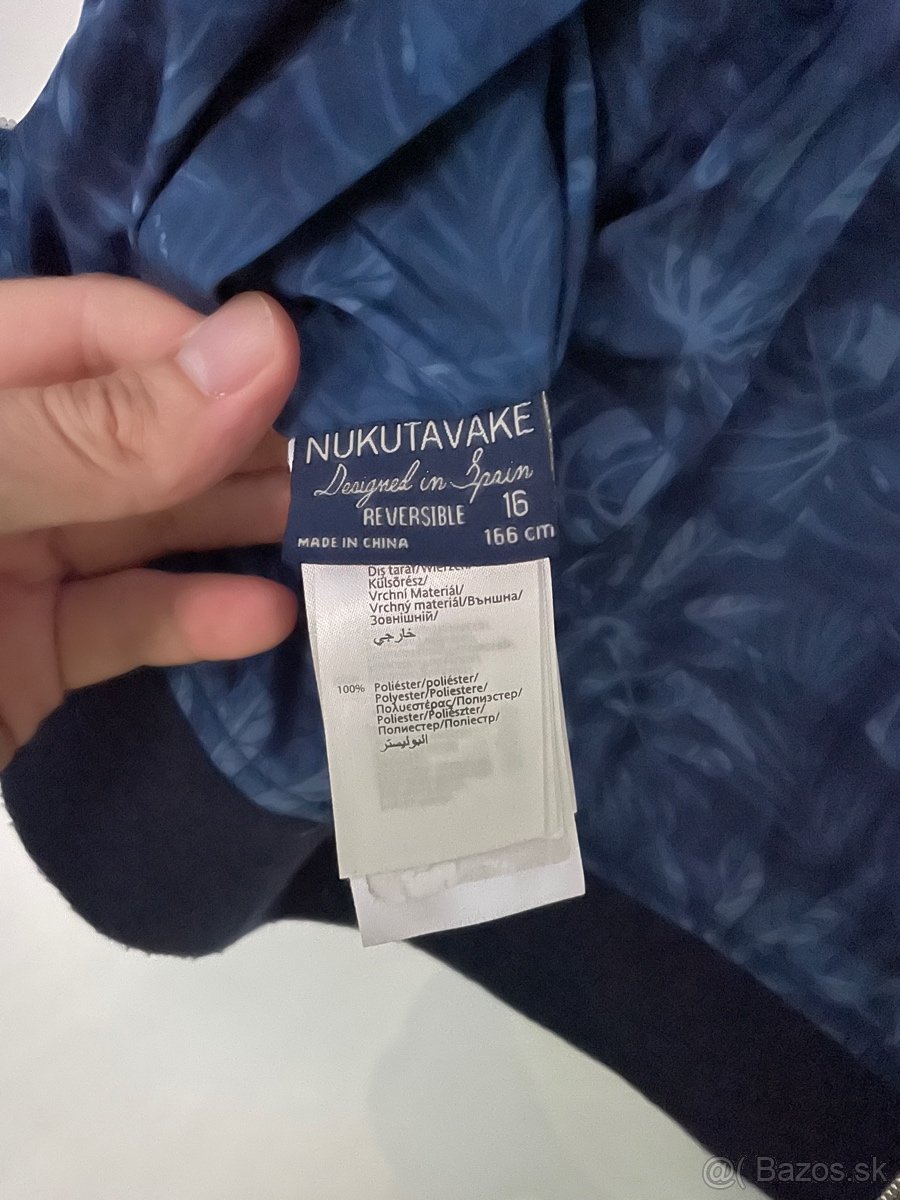 NUKUTAVAKE
Designed in Spain
REVERSIBLE 16
MADE IN CHINA 166 cm
Dış taraf/Wierzch
Külsőrész/
Vrchní Materiál/
Vrchný materiál/Външна/
Зовнішній/
خارجي
100% Poliéster/poliéster/
Polyester/Poliestere/
Πολυεστέρας/Полиэстер/
Poliester/Poliészter/
Полиестер/Поліестр/
البوليستر
@( Bazos.sk